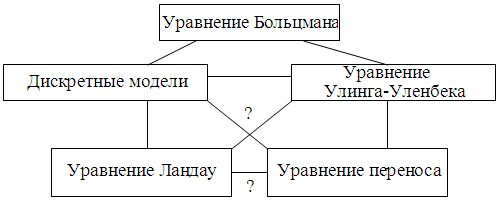 Уравнение Больцмана
Дискретные модели
Уравнение
Улинга-Уленбека
?
Уравнение Ландау
Уравнение переноса
?